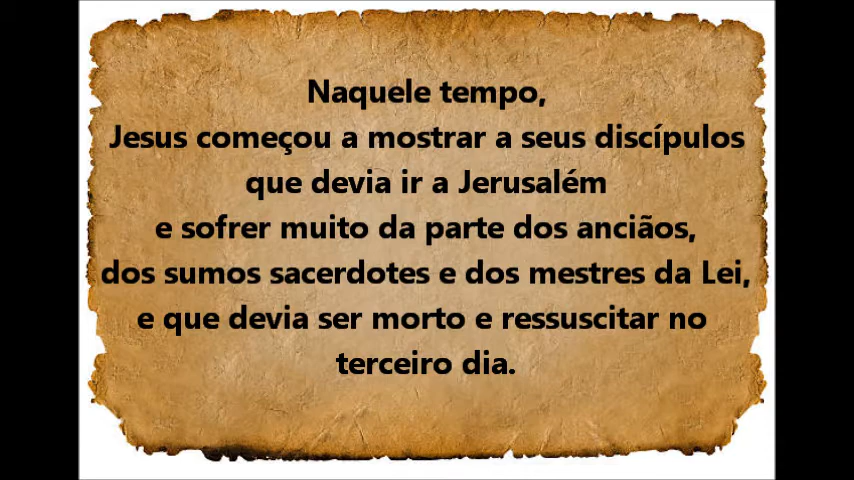 Naquele tempo,
Jesus começou a mostrar a seus discípulos
que devia ir a Jerusalém
e sofrer muito da parte dos anciãos,
dos sumos sacerdotes e dos mestres da Lei,
e que devia ser morto e ressuscitar no
terceiro dia.